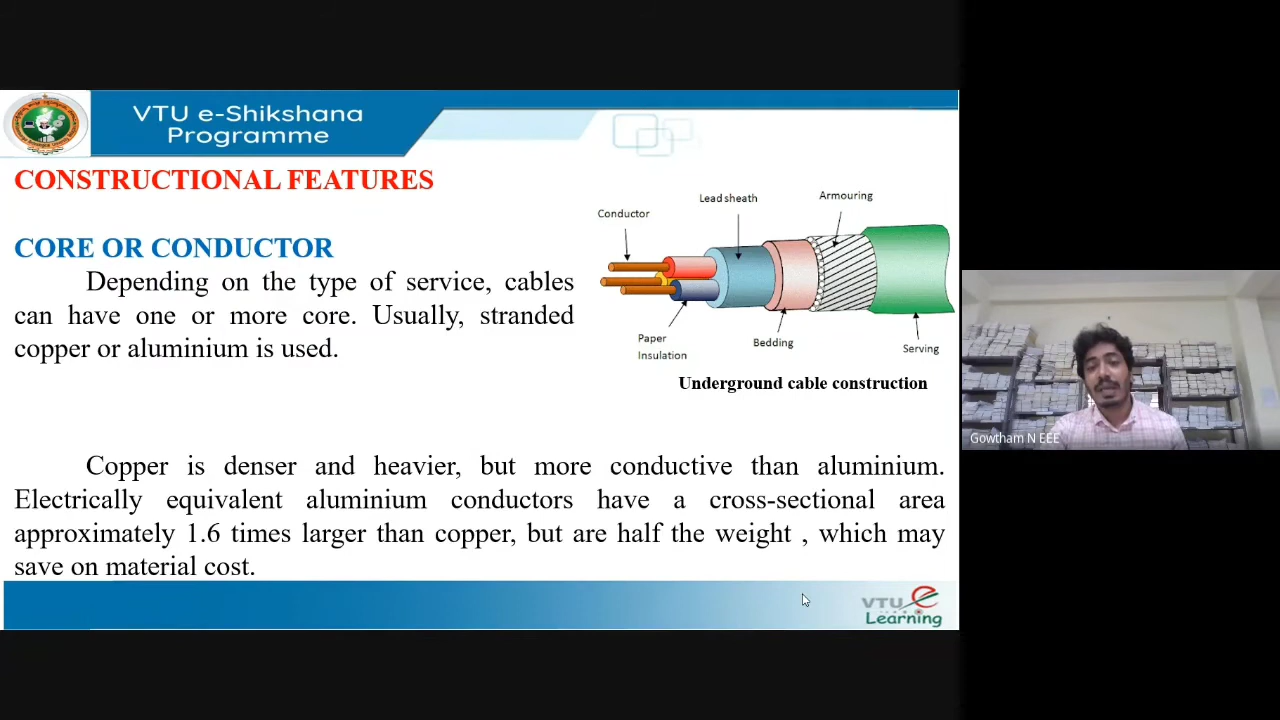 VTU e-Shikshana
Programme
CONSTRUCTIONAL FEATURES
CORE OR CONDUCTOR
Depending on the type of service, cables
can have one or more core. Usually, stranded
copper or aluminium is used.
Conductor
Lead sheath
Armouring
Paper
Insulation
Bedding
Serving
Underground cable construction
Copper is denser and heavier, but more conductive than aluminium.
Electrically equivalent aluminium conductors have a cross-sectional area
approximately 1.6 times larger than copper, but are half the weight , which may
save on material cost.
VTU e
Learning
Gowtham N EEE